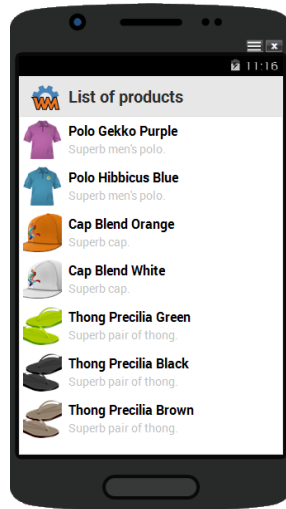 11:16
WM
List of products
Polo Gekko Purple
Superb men's polo.
Polo Hibbicus Blue
Superb men's polo.
Cap Blend Orange
Superb cap.
Cap Blend White
Superb cap.
Thong Precilia Green
Superb pair of thong.
Thong Precilia Black
Superb pair of thong.
Thong Precilia Brown
Superb pair of thong.